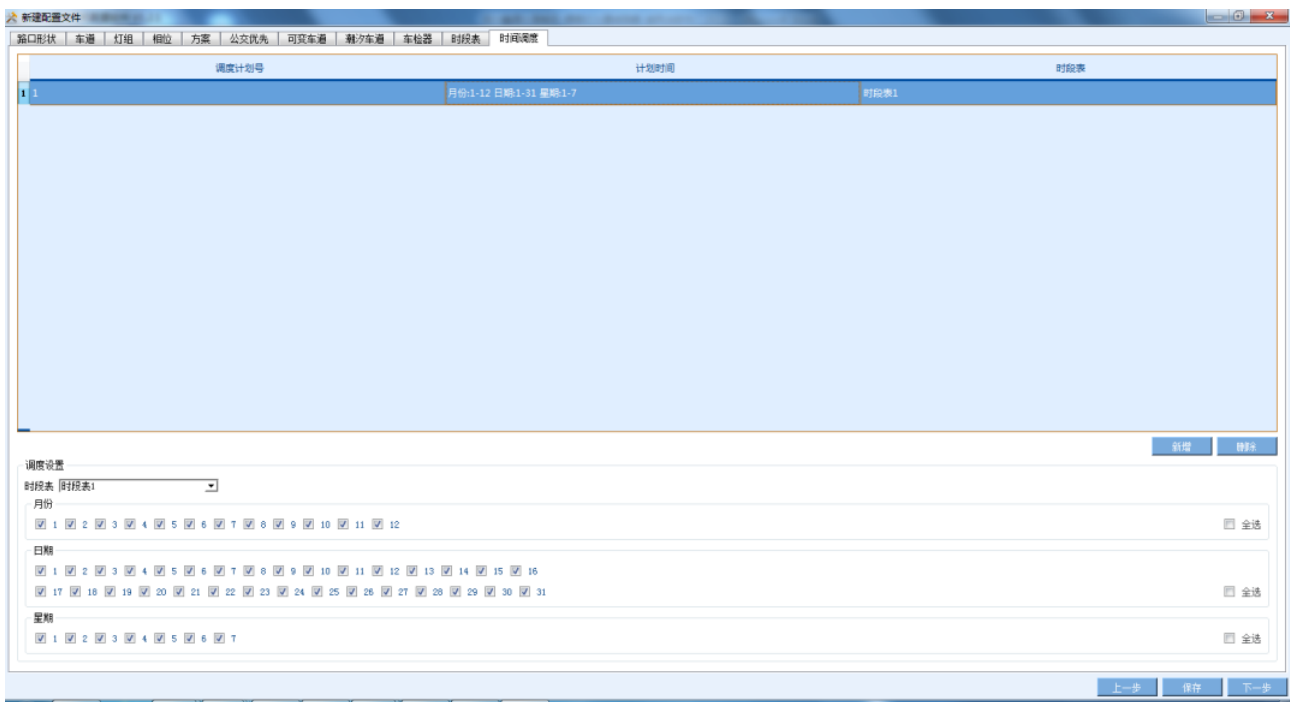 新建配置文件
路口形状 车道 灯组 相位 方案 公交优先 可变车道 潮汐车道 车检器 时段表 时间调度
调度计划号 计划时间 时段表
1 1 月份:1-12 日期:1-31 星期:1-7 时段表1
新增 删除
调度设置
时段表 时段表1
月份
1 2 3 4 5 6 7 8 9 10 11 12 全选
日期
1 2 3 4 5 6 7 8 9 10 11 12 13 14 15 16
17 18 19 20 21 22 23 24 25 26 27 28 29 30 31 全选
星期
1 2 3 4 5 6 7 全选
上一步 保存 下一步